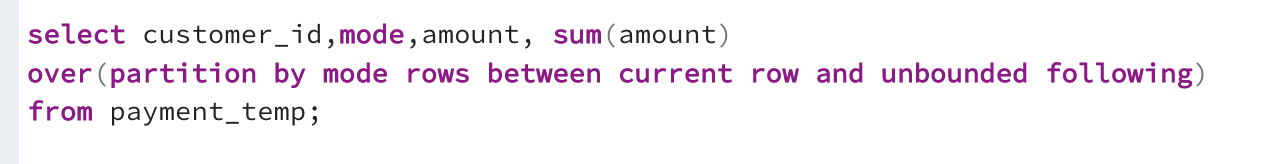 select customer_id,mode,amount, sum(amount)
over(partition by mode rows between current row and unbounded following)
from payment_temp;